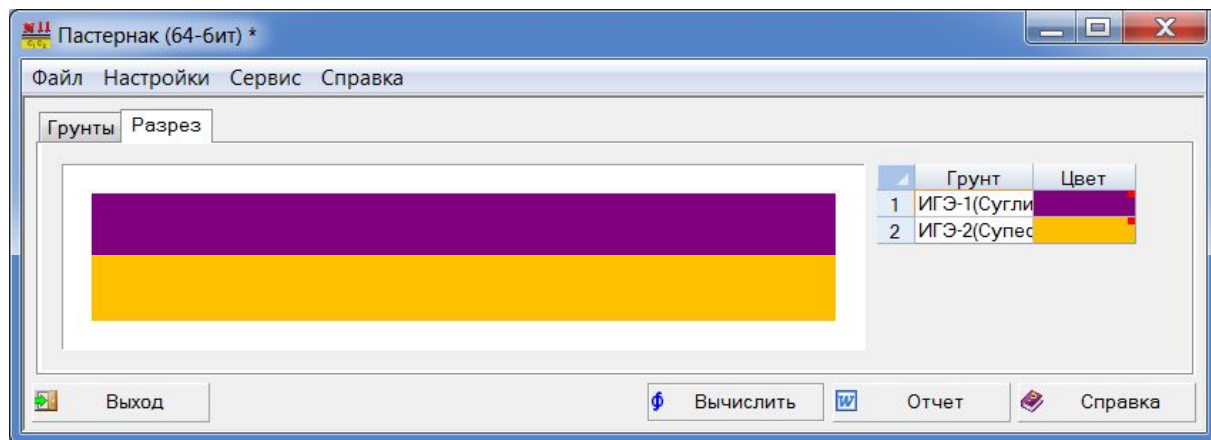 Пастернак (64-бит) *
Файл Настройки Сервис Справка
Грунты Разрез
Грунт Цвет
1 ИГЭ-1(Сугли
2 ИГЭ-2(Супес
Выход Вычислить Отчет Справка